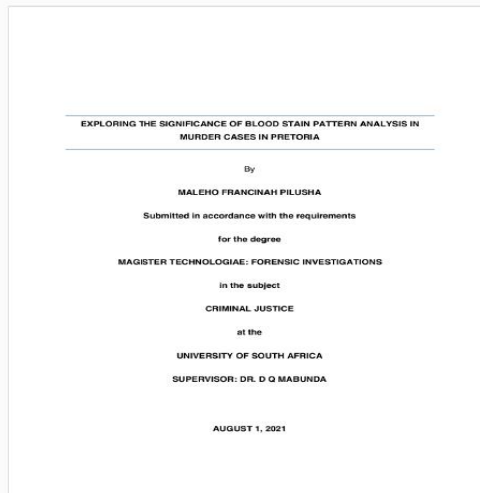 EXPLORING THE SIGNIFICANCE OF BLOOD STAIN PATTERN ANALYSIS IN
MURDER CASES IN PRETORIA
By
MALEHO FRANCINAH PILUSHA
Submitted in accordance with the requirements
for the degree
MAGISTER TECHNOLOGIAE: FORENSIC INVESTIGATIONS
in the subject
CRIMINAL JUSTICE
at the
UNIVERSITY OF SOUTH AFRICA
SUPERVISOR: DR. D Q MABUNDA
AUGUST 1, 2021